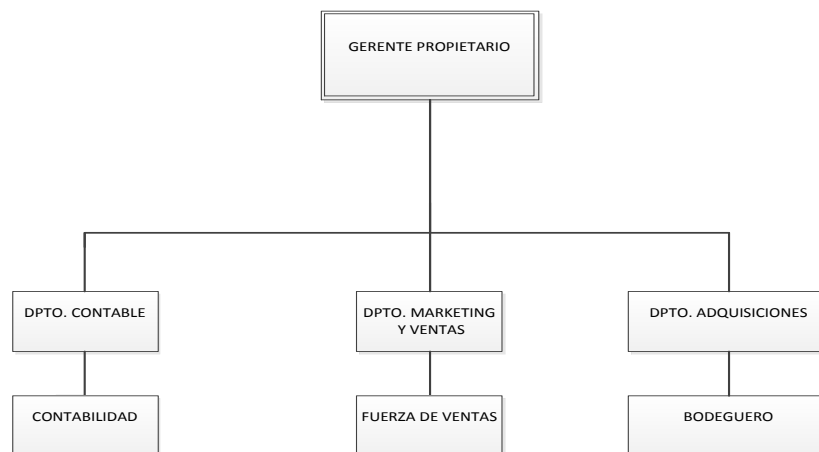 GERENTE PROPIETARIO
DPTO. CONTABLE
DPTO. MARKETING
Y VENTAS
DPTO. ADQUISICIONES
CONTABILIDAD
FUERZA DE VENTAS
BODEGUERO